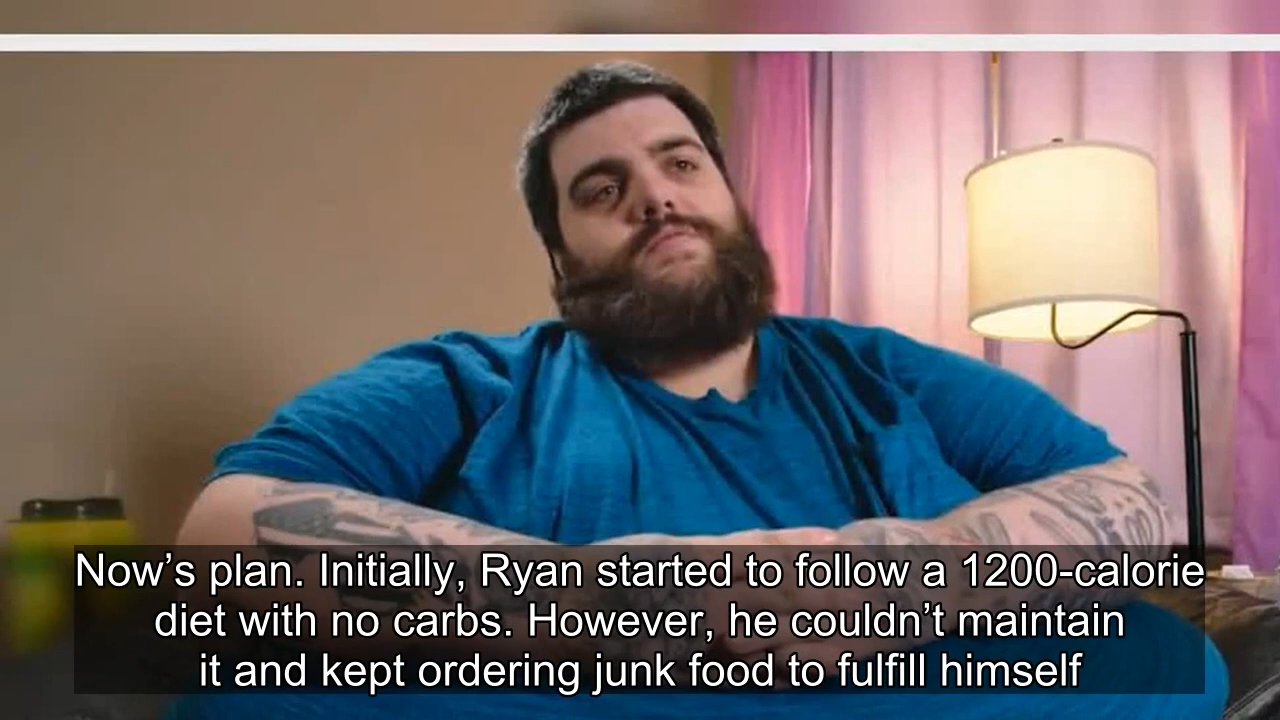 Now’s plan. Initially, Ryan started to follow a 1200-calorie
diet with no carbs. However, he couldn’t maintain
it and kept ordering junk food to fulfill himself